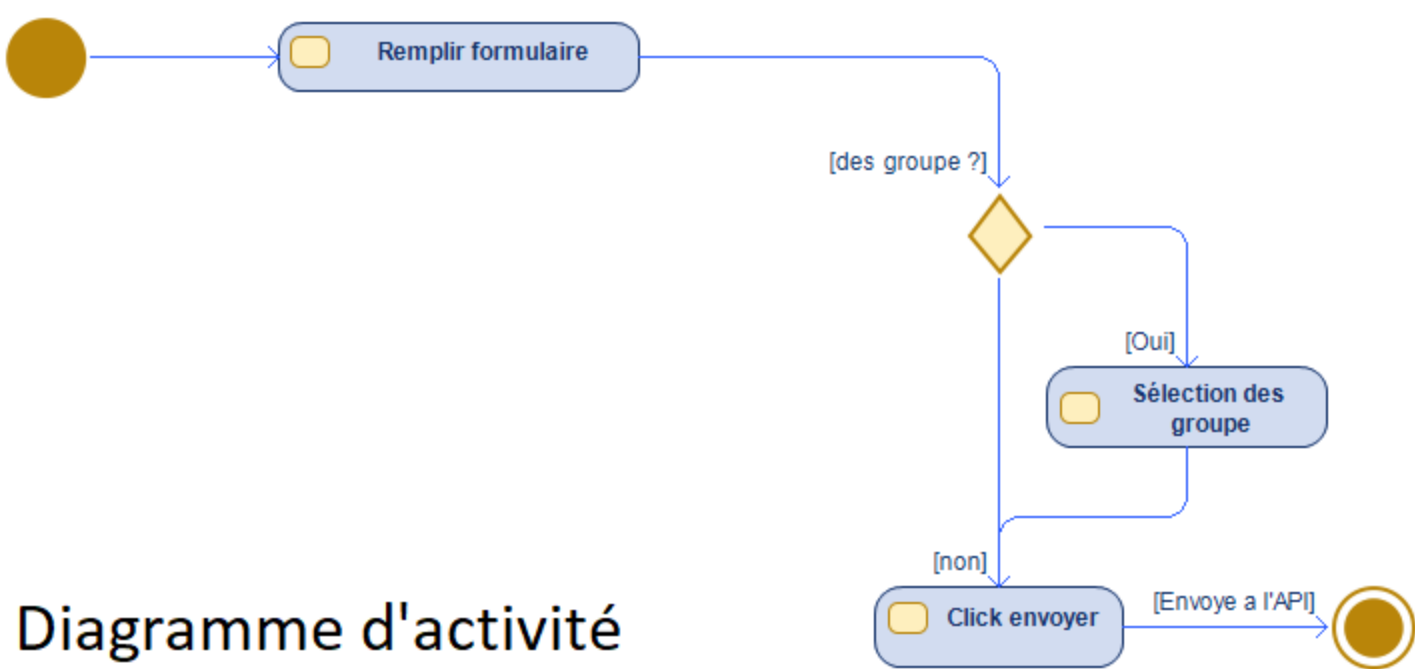 Remplir formulaire
[des groupe ?]
[Oui]
Sélection des
groupe
[non]
Click envoyer
[Envoye a l'API]
Diagramme d'activité